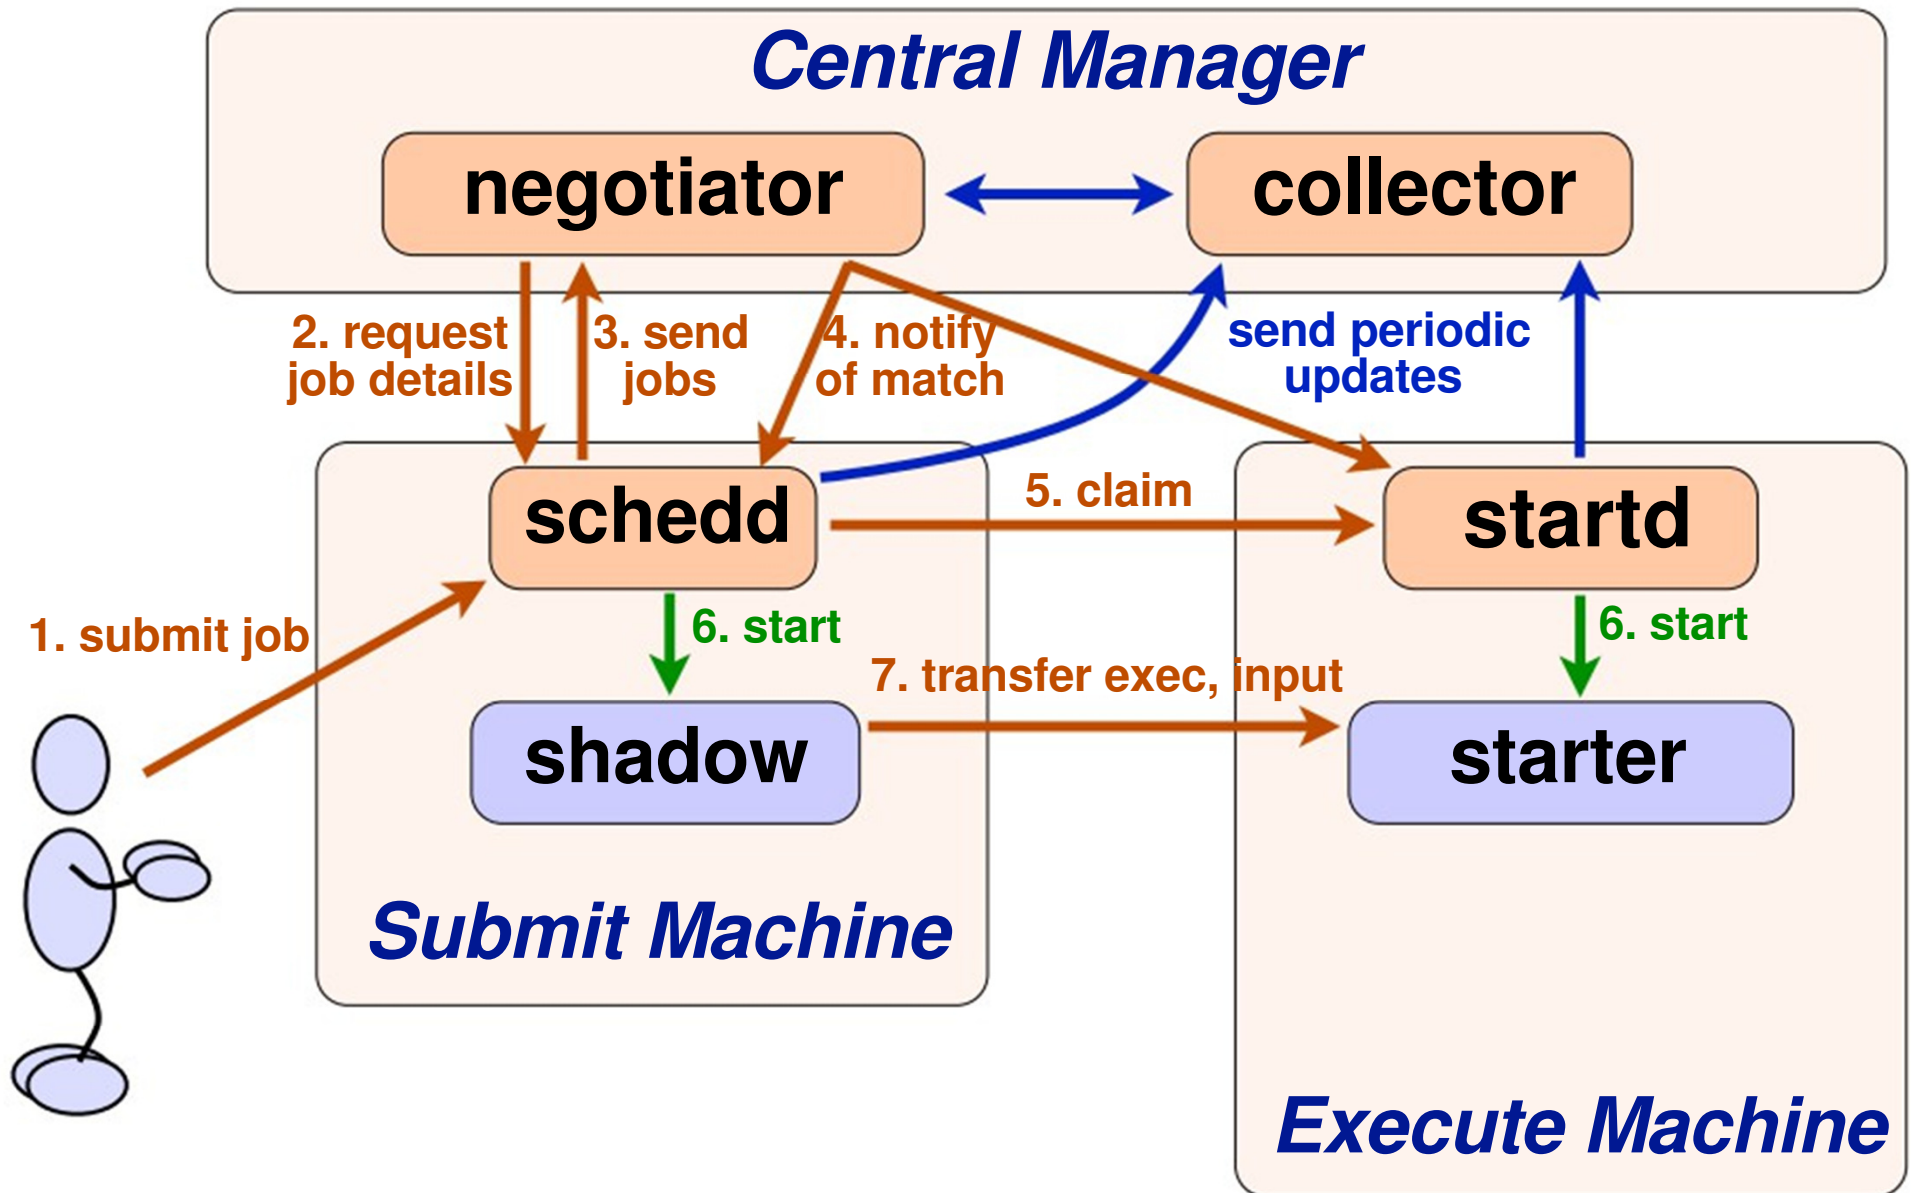 Central Manager
negotiator
collector
2. request
job details
3. send
jobs
4. notify
of match
send periodic
updates
schedd
5. claim
startd
1. submit job
6. start
6. start
7. transfer exec, input
shadow
starter
Submit Machine
Execute Machine